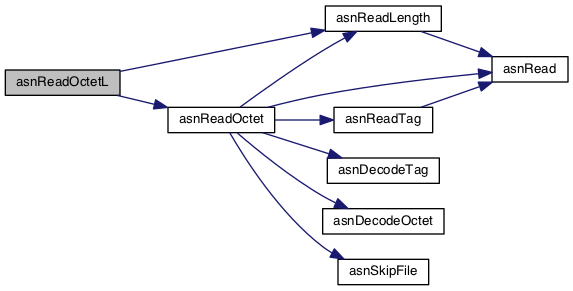 asnReadLength
asnRead
asnReadOctetL
asnReadOctet
asnReadTag
asnDecodeTag
asnDecodeOctet
asnSkipFile